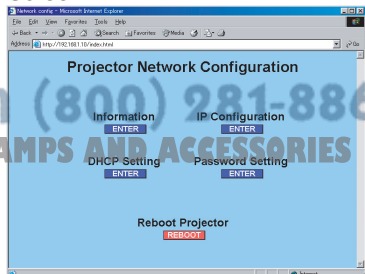 Network config - Microsoft Internet Explorer
File Edit View Favorites Tools Help
Back Search Favorites Media
Address http://192.168.1.10/index.html Go
Projector Network Configuration
(800) 281-886
Information IP Configuration
ENTER ENTER
AMPS AND ACCESSORIES
DHCP Setting Password Setting
ENTER ENTER
Reboot Projector
REBOOT
Internet